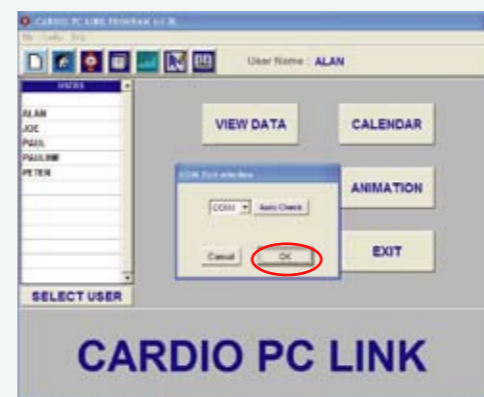 CARDIO PC LINK PROGRAM
Help
User Name : ALAN
USERS
ALAN
JOE
PAUL
PAULINE
PETER
SELECT USER
VIEW DATA
CALENDAR
ANIMATION
EXIT
COM Port selection
Auto Check
Cancel
OK
CARDIO PC LINK